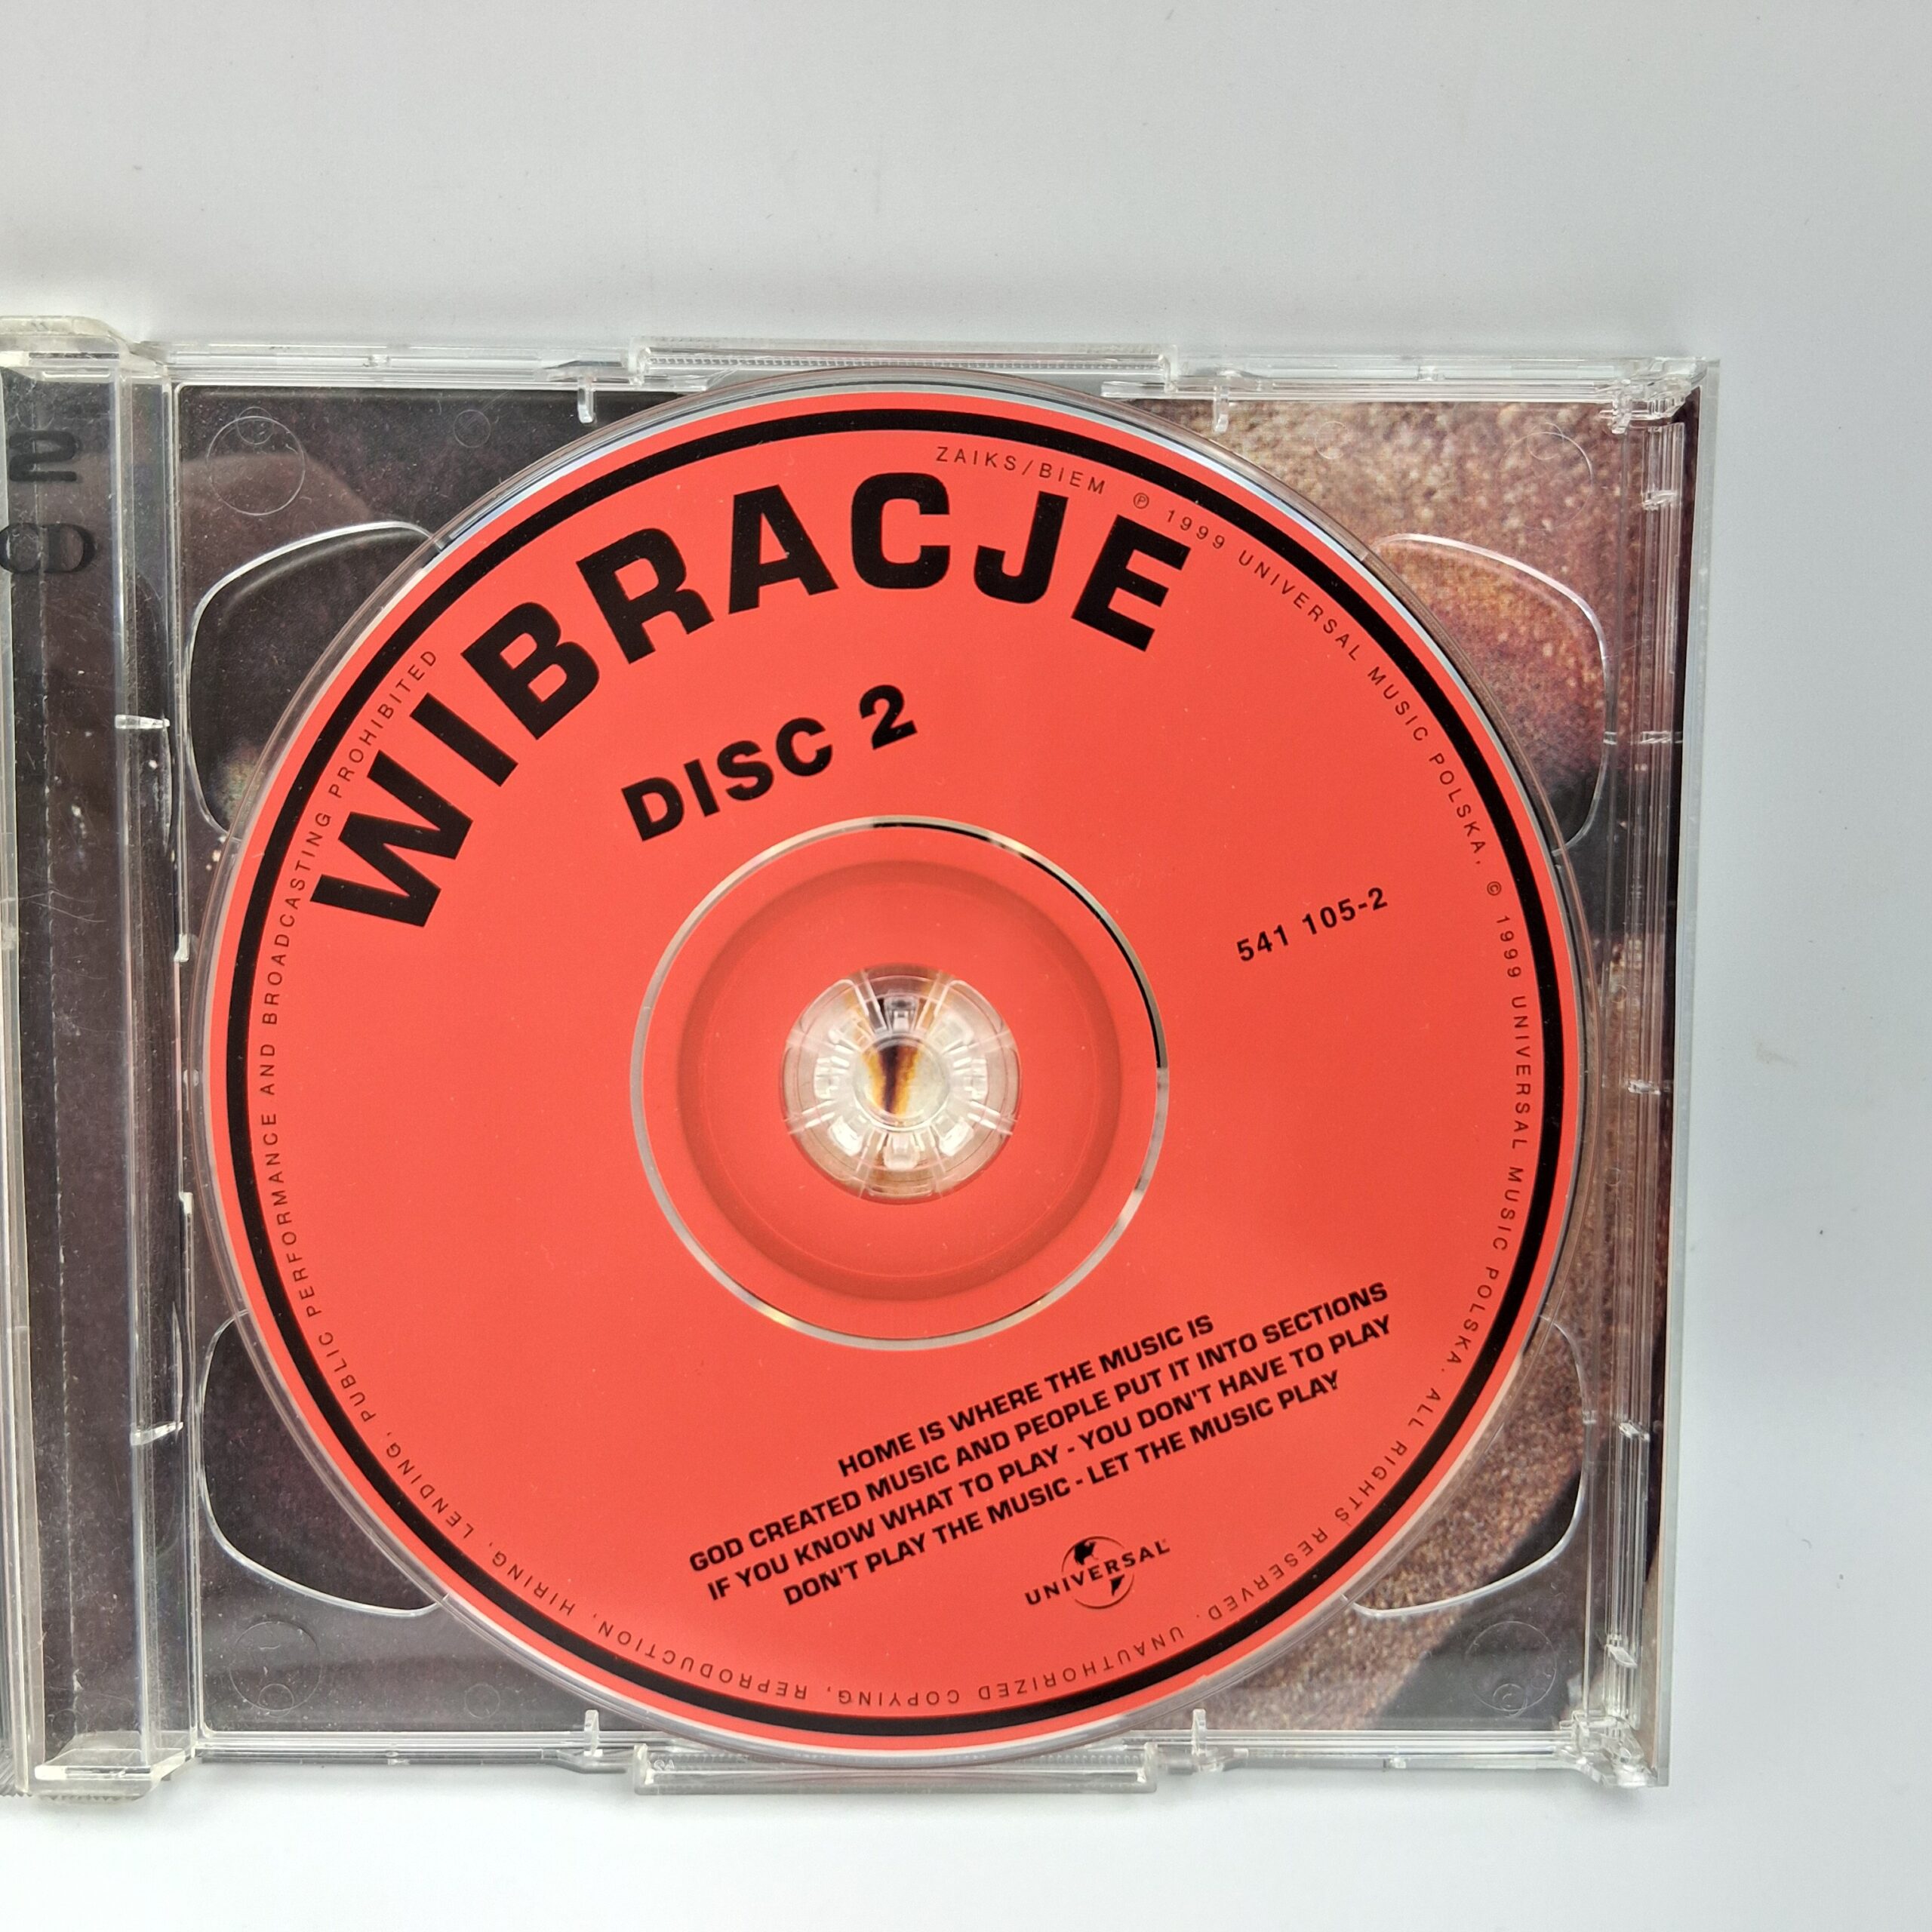 2
CD
WIBRACJE
DISC 2
541 105-2
HOME IS WHERE THE MUSIC IS
GOD CREATED MUSIC AND PEOPLE PUT IT INTO SECTIONS
IF YOU KNOW WHAT TO PLAY - YOU DON'T HAVE TO PLAY
DON'T PLAY THE MUSIC - LET THE MUSIC PLAY
UNIVERSAL
ZAIKS/BIEM ℗ 1999 UNIVERSAL MUSIC POLSKA. © 1999 UNIVERSAL MUSIC POLSKA. ALL RIGHTS RESERVED. UNAUTHORIZED COPYING, REPRODUCTION, HIRING, LENDING, PUBLIC PERFORMANCE AND BROADCASTING PROHIBITED